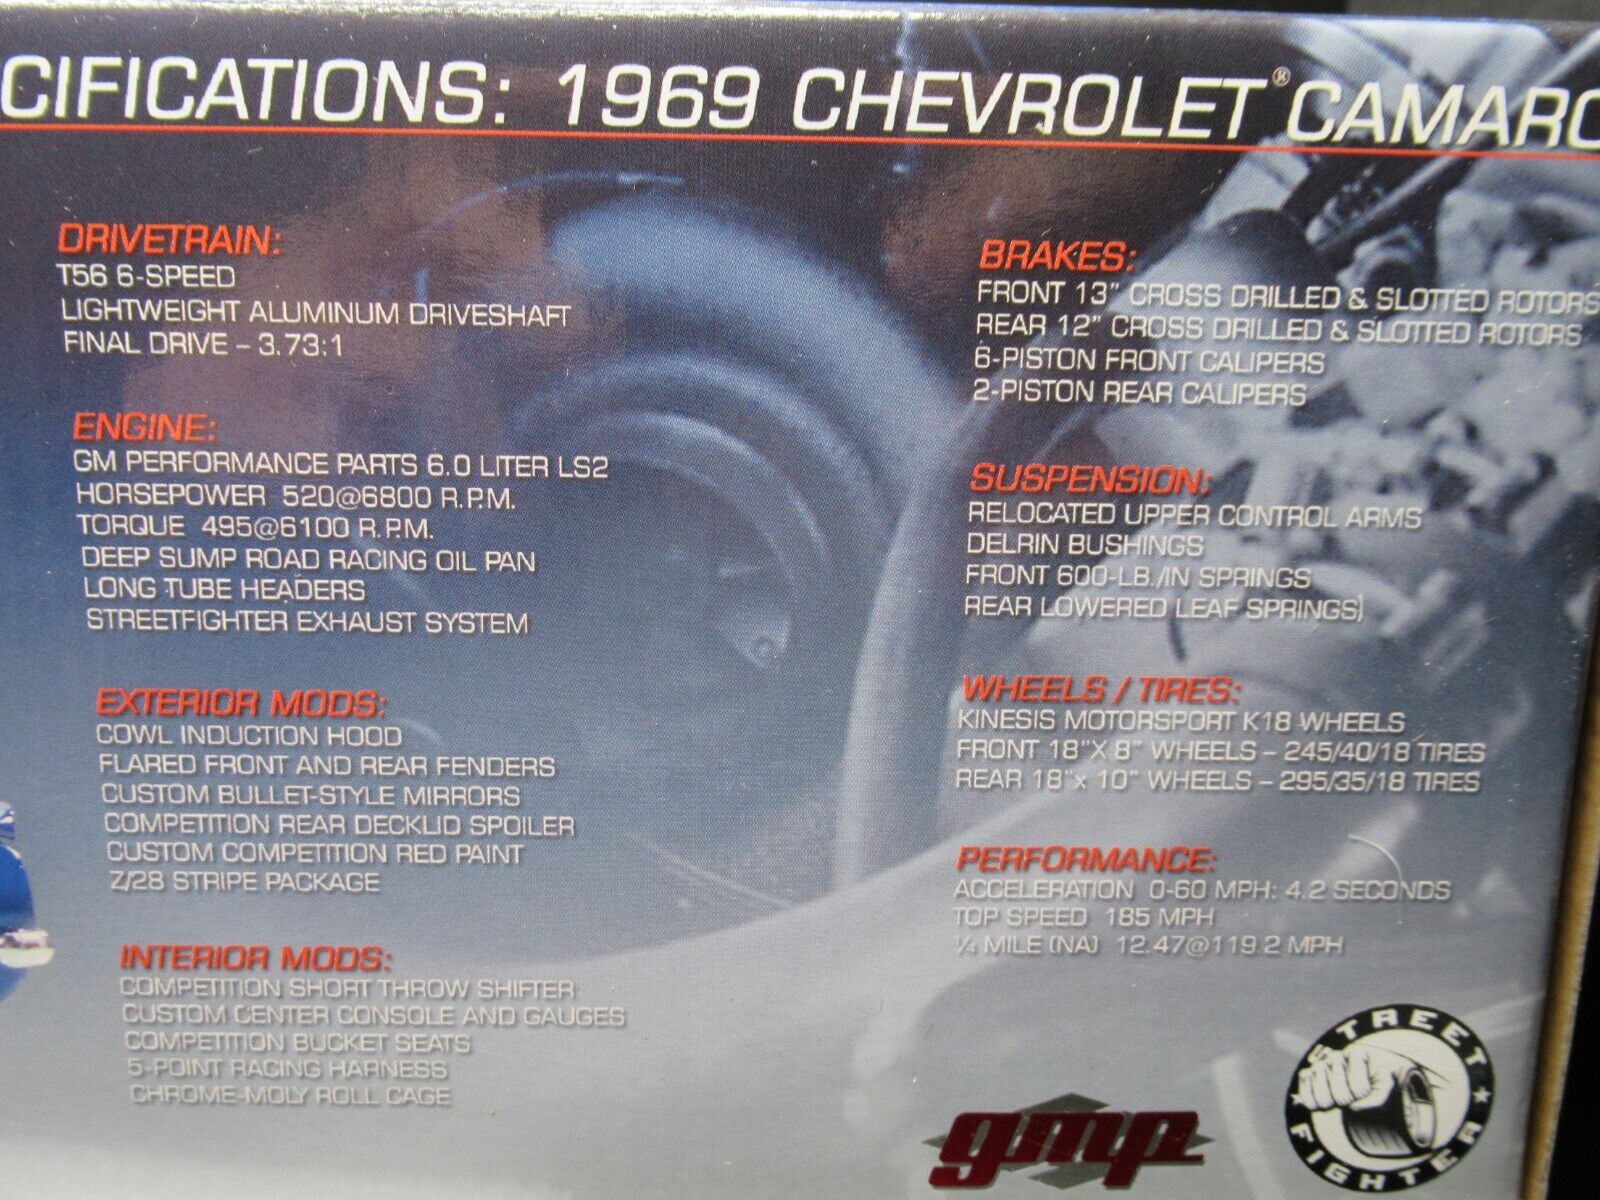 CIFICATIONS: 1969 CHEVROLET® CAMARO
DRIVETRAIN:
T56 6-SPEED
LIGHTWEIGHT ALUMINUM DRIVESHAFT
FINAL DRIVE – 3.73:1
ENGINE:
GM PERFORMANCE PARTS 6.0 LITER LS2
HORSEPOWER 520@6800 R.P.M.
TORQUE 495@6100 R.P.M.
DEEP SUMP ROAD RACING OIL PAN
LONG TUBE HEADERS
STREETFIGHTER EXHAUST SYSTEM
EXTERIOR MODS:
COWL INDUCTION HOOD
FLARED FRONT AND REAR FENDERS
CUSTOM BULLET-STYLE MIRRORS
COMPETITION REAR DECKLID SPOILER
CUSTOM COMPETITION RED PAINT
Z/28 STRIPE PACKAGE
INTERIOR MODS:
COMPETITION SHORT THROW SHIFTER
CUSTOM CENTER CONSOLE AND GAUGES
COMPETITION BUCKET SEATS
5-POINT RACING HARNESS
CHROME-MOLY ROLL CAGE
BRAKES:
FRONT 13" CROSS DRILLED & SLOTTED ROTORS
REAR 12" CROSS DRILLED & SLOTTED ROTORS
6-PISTON FRONT CALIPERS
2-PISTON REAR CALIPERS
SUSPENSION:
RELOCATED UPPER CONTROL ARMS
DELRIN BUSHINGS
FRONT 600-LB./IN SPRINGS
REAR LOWERED LEAF SPRINGS)
WHEELS / TIRES:
KINESIS MOTORSPORT K18 WHEELS
FRONT 18"X 8" WHEELS – 245/40/18 TIRES
REAR 18"x 10" WHEELS – 295/35/18 TIRES
PERFORMANCE:
ACCELERATION 0-60 MPH: 4.2 SECONDS
TOP SPEED 185 MPH
¼ MILE (NA) 12.47@119.2 MPH
gmp
STREET
FIGHTER